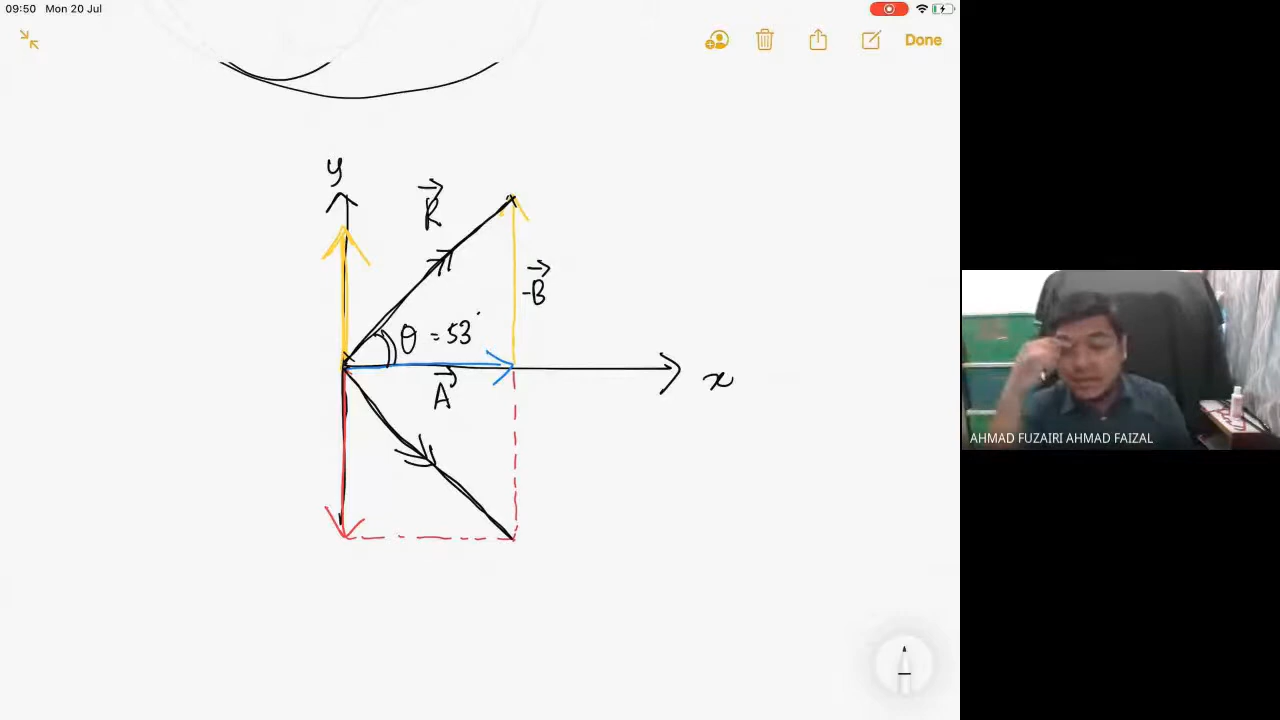 09:50 Mon 20 Jul
Done
y
R
-B
θ = 53°
A
x
AHMAD FUZAIRI AHMAD FAIZAL